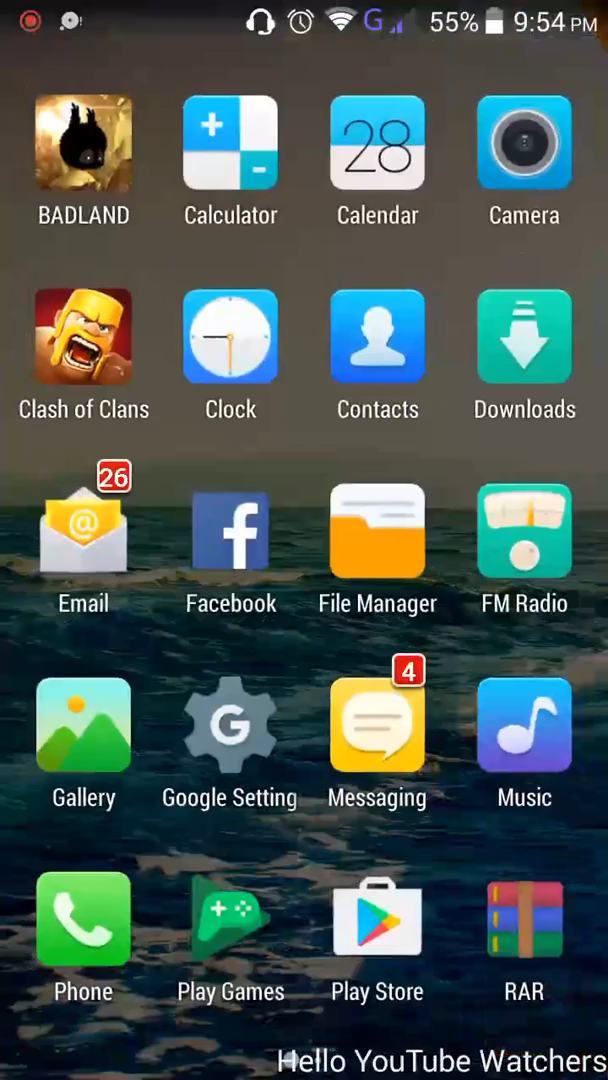 G 55% 9:54 PM
28
BADLAND Calculator Calendar Camera
Clash of Clans Clock Contacts Downloads
26
@ f
Email Facebook File Manager FM Radio
4
G
Gallery Google Setting Messaging Music
Phone Play Games Play Store RAR
Hello YouTube Watchers